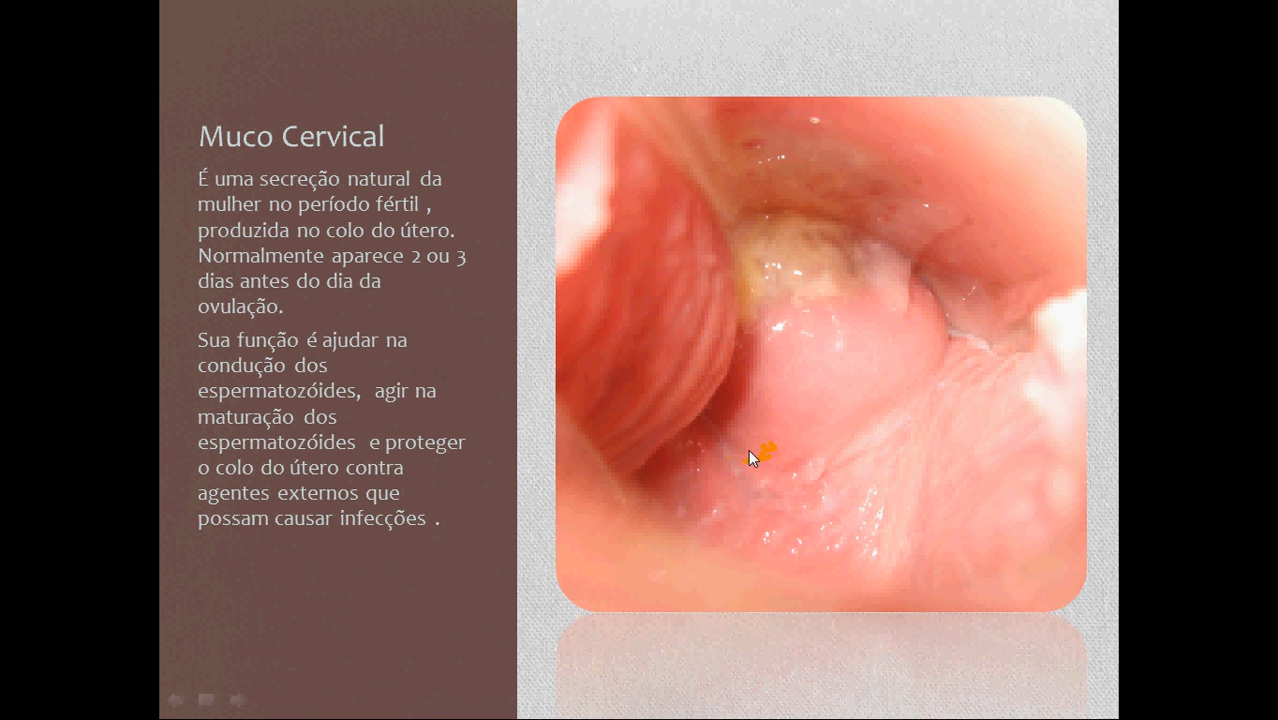 Muco Cervical
É uma secreção natural da
mulher no período fértil ,
produzida no colo do útero.
Normalmente aparece 2 ou 3
dias antes do dia da
ovulação.
Sua função é ajudar na
condução dos
espermatozóides, agir na
maturação dos
espermatozóides e proteger
o colo do útero contra
agentes externos que
possam causar infecções .